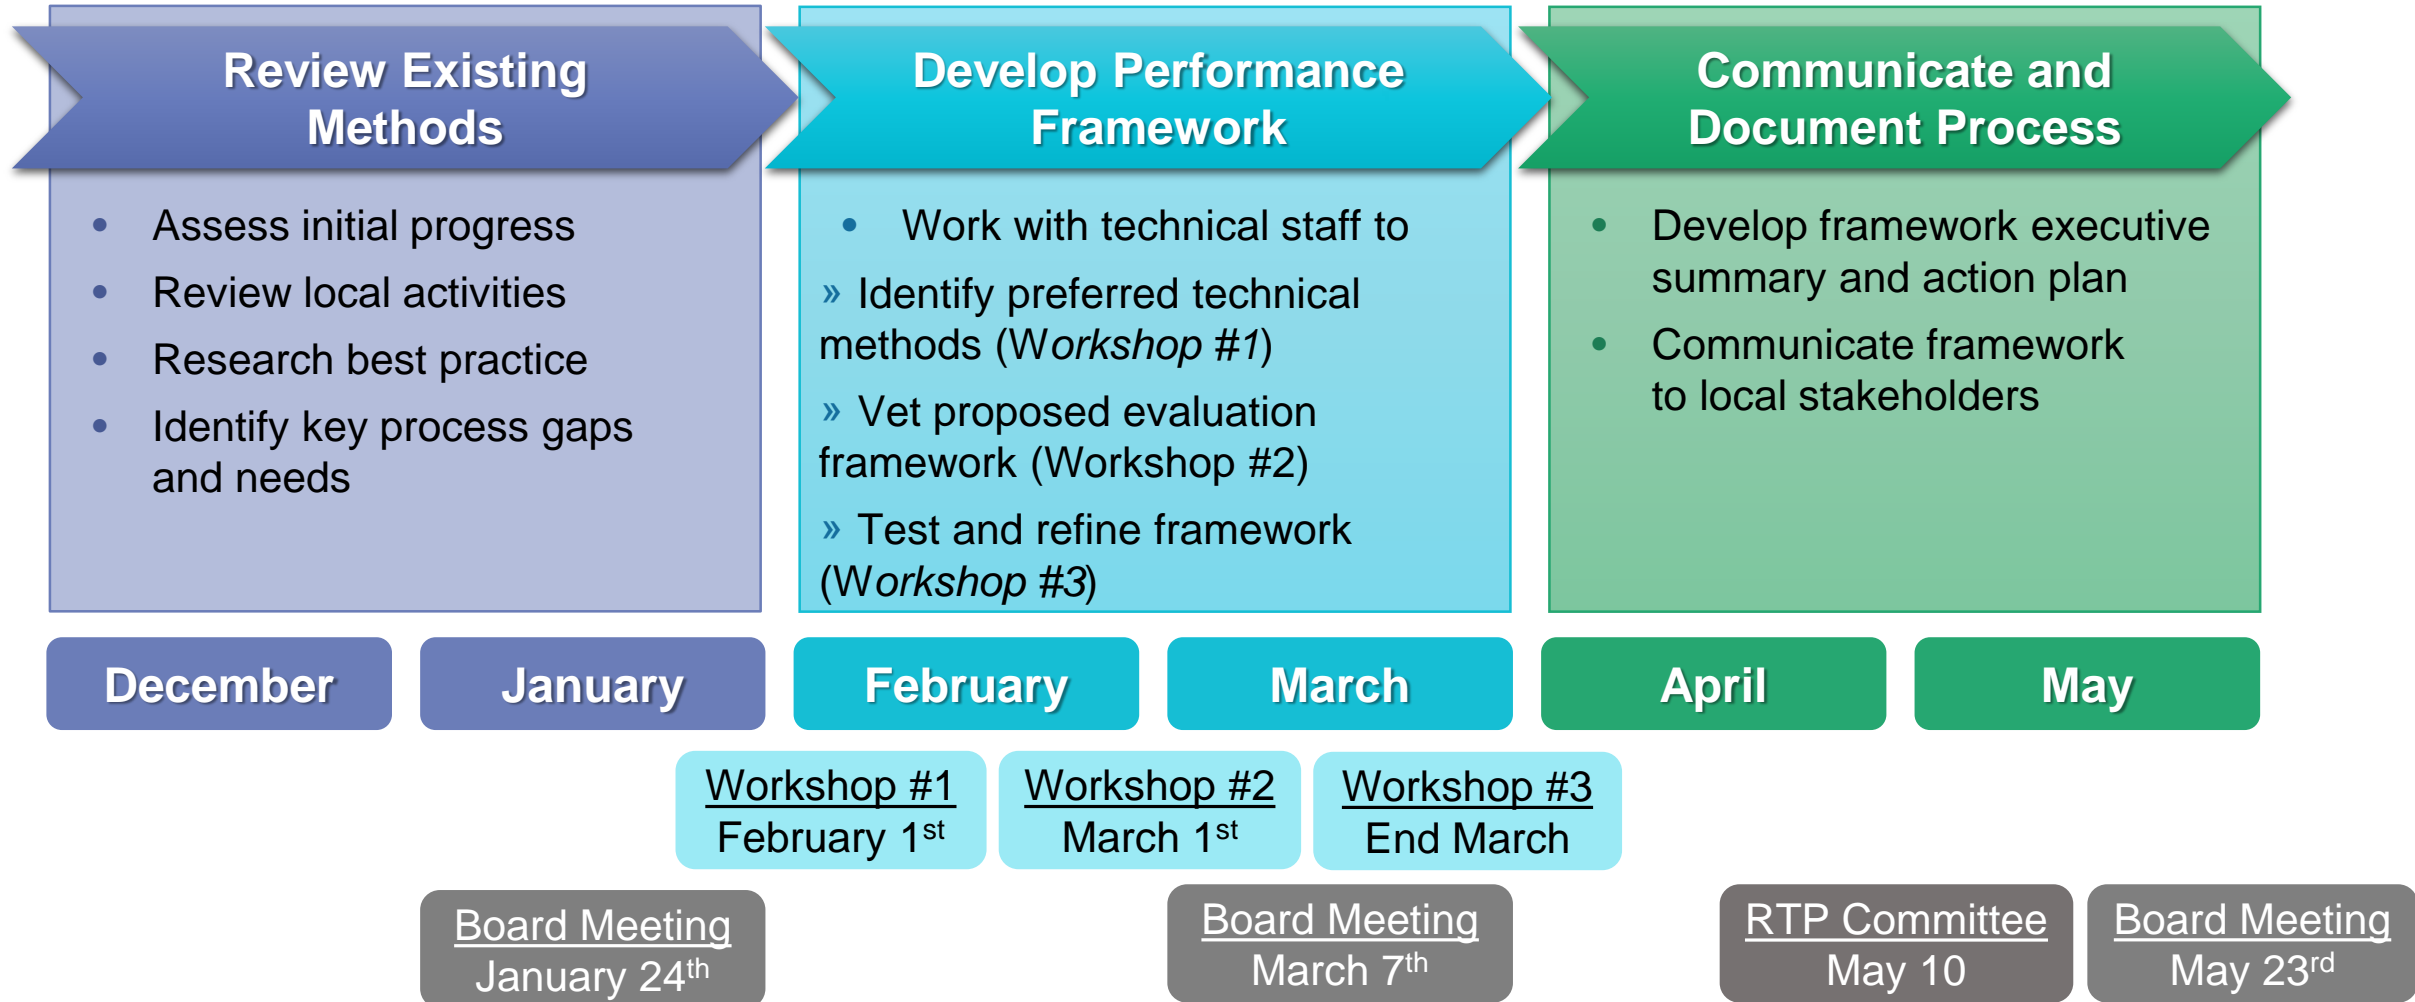 Review Existing
Methods
• Assess initial progress
• Review local activities
• Research best practice
• Identify key process gaps
and needs
Develop Performance
Framework
• Work with technical staff to
» Identify preferred technical
methods (Workshop #1)
» Vet proposed evaluation
framework (Workshop #2)
» Test and refine framework
(Workshop #3)
Communicate and
Document Process
• Develop framework executive
summary and action plan
• Communicate framework
to local stakeholders
December
January
February
March
April
May
Workshop #1
February 1st
Workshop #2
March 1st
Workshop #3
End March
Board Meeting
January 24th
Board Meeting
March 7th
RTP Committee
May 10
Board Meeting
May 23rd